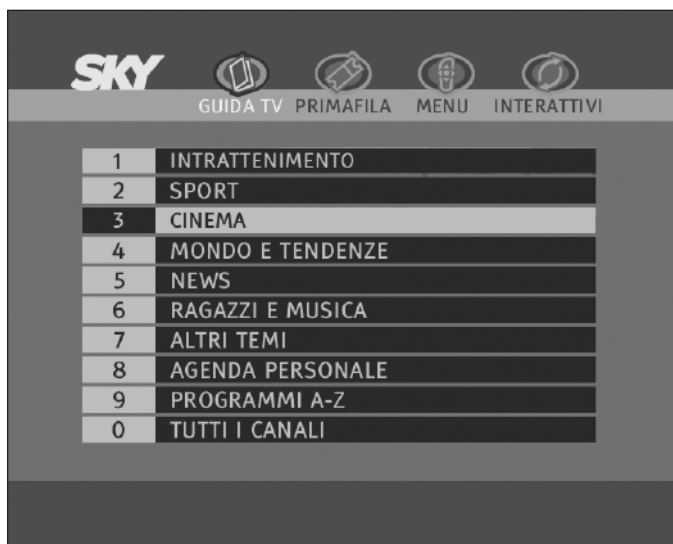 SKY
GUIDA TV PRIMAFILA MENU INTERATTIVI
1 INTRATTENIMENTO
2 SPORT
3 CINEMA
4 MONDO E TENDENZE
5 NEWS
6 RAGAZZI E MUSICA
7 ALTRI TEMI
8 AGENDA PERSONALE
9 PROGRAMMI A-Z
0 TUTTI I CANALI